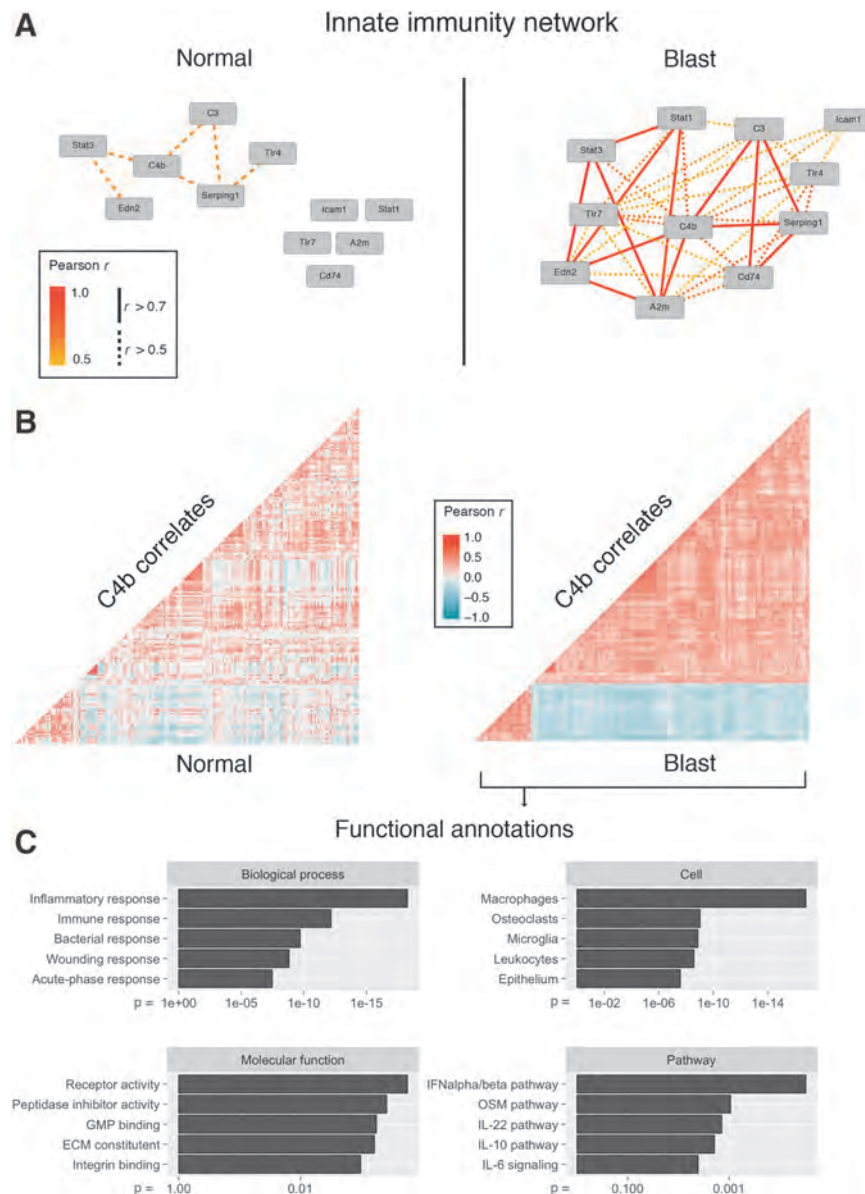 A
Innate immunity network
Normal
Blast
C3
Stat3
Tlr4
C4b
Edn2
Serping1
Icam1
Stat1
Tlr7
A2m
Cd74
Pearson r
1.0
r > 0.7
0.5
r > 0.5
Stat1
C3
Icam1
Stat3
Tlr4
Tlr7
C4b
Serping1
Edn2
Cd74
A2m
B
C4b correlates
Normal
Pearson r
1.0
0.5
0.0
−0.5
−1.0
C4b correlates
Blast
Functional annotations
C
Biological process
Inflammatory response
Immune response
Bacterial response
Wounding response
Acute-phase response
p = 1e+00 1e-05 1e-10 1e-15
Cell
Macrophages
Osteoclasts
Microglia
Leukocytes
Epithelium
p = 1e-02 1e-06 1e-10 1e-14
Molecular function
Receptor activity
Peptidase inhibitor activity
GMP binding
ECM constitutent
Integrin binding
p = 1.00 0.01
Pathway
IFNalpha/beta pathway
OSM pathway
IL-22 pathway
IL-10 pathway
IL-6 signaling
p = 0.100 0.001